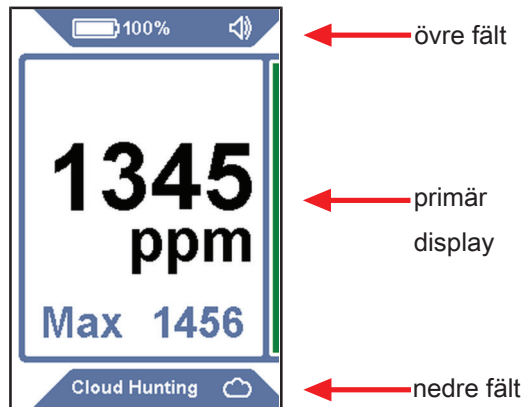 100%
övre fält
1345
ppm
primär
display
Max 1456
Cloud Hunting
nedre fält